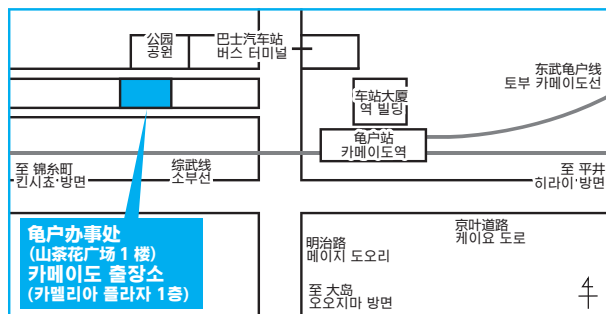 公园
공원
巴士汽车站
버스 터미널
东武龟户线
토부 카메이도선
车站大厦
역 빌딩
龟户站
카메이도역
至 锦糸町
킨시쵸·방면
综武线
소부선
至 平井
히라이·방면
龟户办事处
(山茶花广场 1 楼)
카메이도 출장소
(카멜리아 플라자 1층)
明治路
메이지 도오리
京叶道路
케이요 도로
至 大岛
오오지마 방면